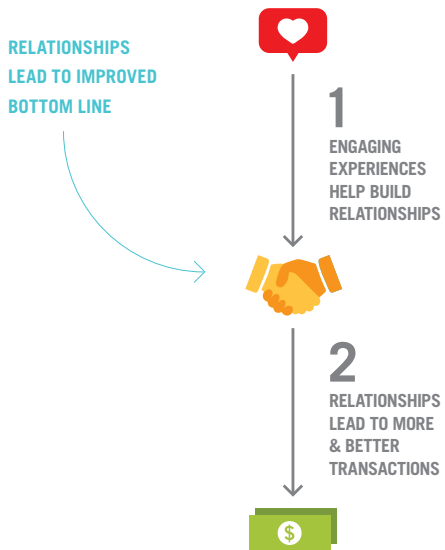 RELATIONSHIPS
LEAD TO IMPROVED
BOTTOM LINE
1
ENGAGING
EXPERIENCES
HELP BUILD
RELATIONSHIPS
2
RELATIONSHIPS
LEAD TO MORE
& BETTER
TRANSACTIONS
$